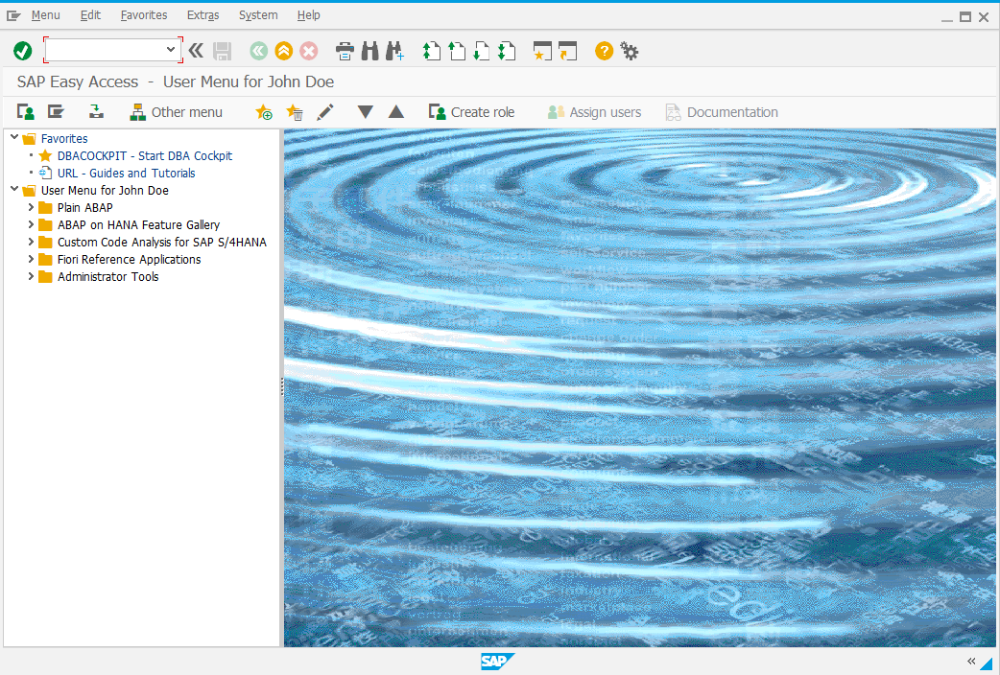 Menu Edit Favorites Extras System Help
SAP Easy Access - User Menu for John Doe
Other menu Create role Assign users Documentation
Favorites
DBACOCKPIT - Start DBA Cockpit
URL - Guides and Tutorials
User Menu for John Doe
Plain ABAP
ABAP on HANA Feature Gallery
Custom Code Analysis for SAP S/4HANA
Fiori Reference Applications
Administrator Tools
SAP